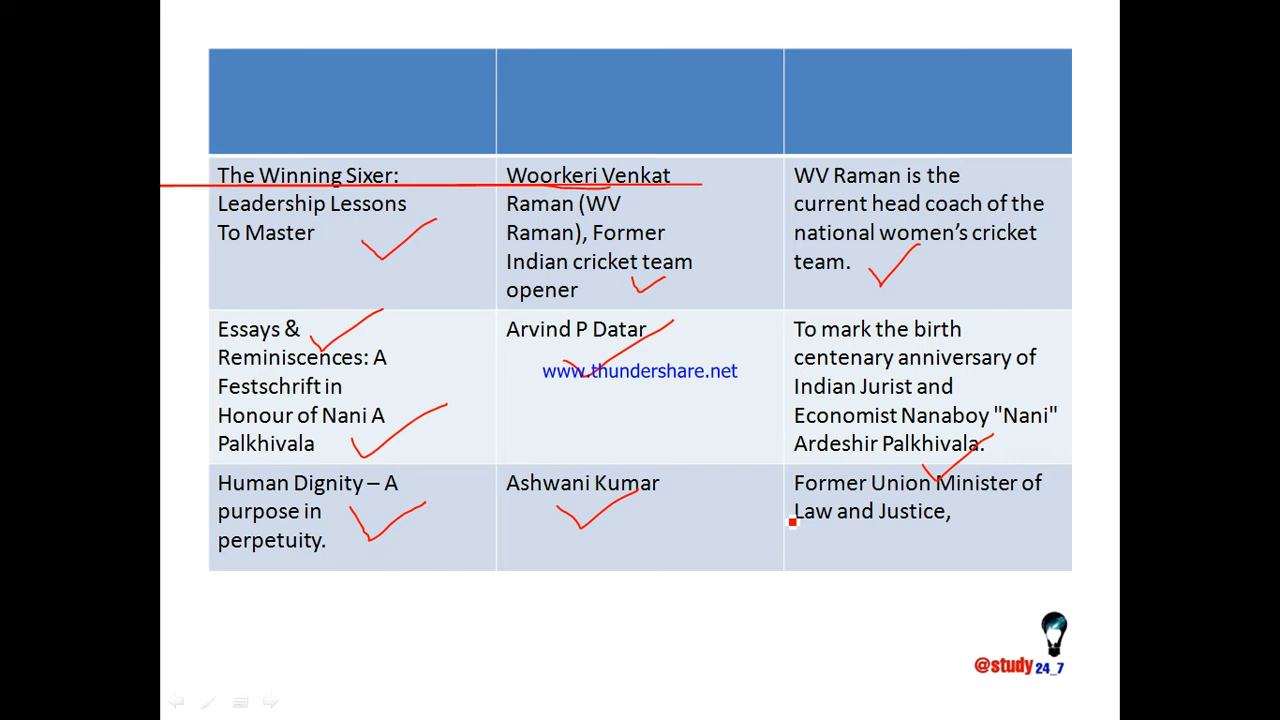 The Winning Sixer:
Leadership Lessons
To Master
Woorkeri Venkat
Raman (WV
Raman), Former
Indian cricket team
opener
WV Raman is the
current head coach of the
national women's cricket
team.
Essays &
Reminiscences: A
Festschrift in
Honour of Nani A
Palkhivala
Arvind P Datar
www.thundershare.net
To mark the birth
centenary anniversary of
Indian Jurist and
Economist Nanaboy "Nani"
Ardeshir Palkhivala.
Human Dignity – A
purpose in
perpetuity.
Ashwani Kumar
Former Union Minister of
Law and Justice,
@study 24_7